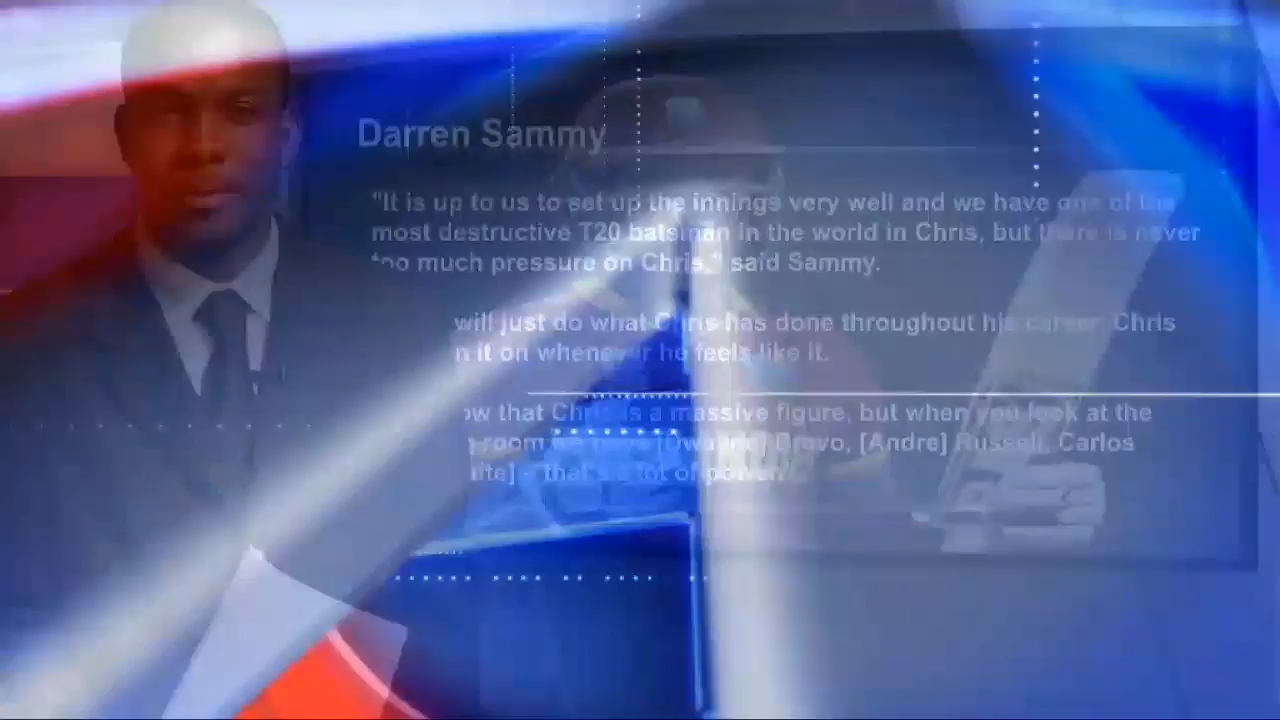 Darren Sammy
"It is up to us to set up the innings very well and we have one of the
most destructive T20 batsman in the world in Chris, but there is never
too much pressure on Chris," said Sammy.
will just do what Chris has done throughout his career. Chris
n it on whenever he feels like it.
ow that Chris is a massive figure, but when you look at the
room we have [Dwayne] Bravo, [Andre] Russell, Carlos
ite] - that's a lot of power.